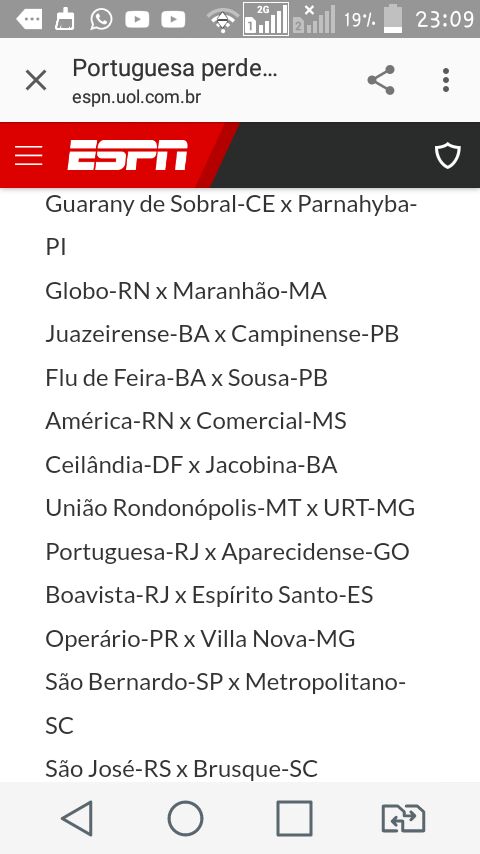 2G
1
2
19%
23:09
Portuguesa perde...
espn.uol.com.br
ESPN
Guarany de Sobral-CE x Parnahyba-
PI
Globo-RN x Maranhão-MA
Juazeirense-BA x Campinense-PB
Flu de Feira-BA x Sousa-PB
América-RN x Comercial-MS
Ceilândia-DF x Jacobina-BA
União Rondonópolis-MT x URT-MG
Portuguesa-RJ x Aparecidense-GO
Boavista-RJ x Espírito Santo-ES
Operário-PR x Villa Nova-MG
São Bernardo-SP x Metropolitano-
SC
São José-RS x Brusque-SC